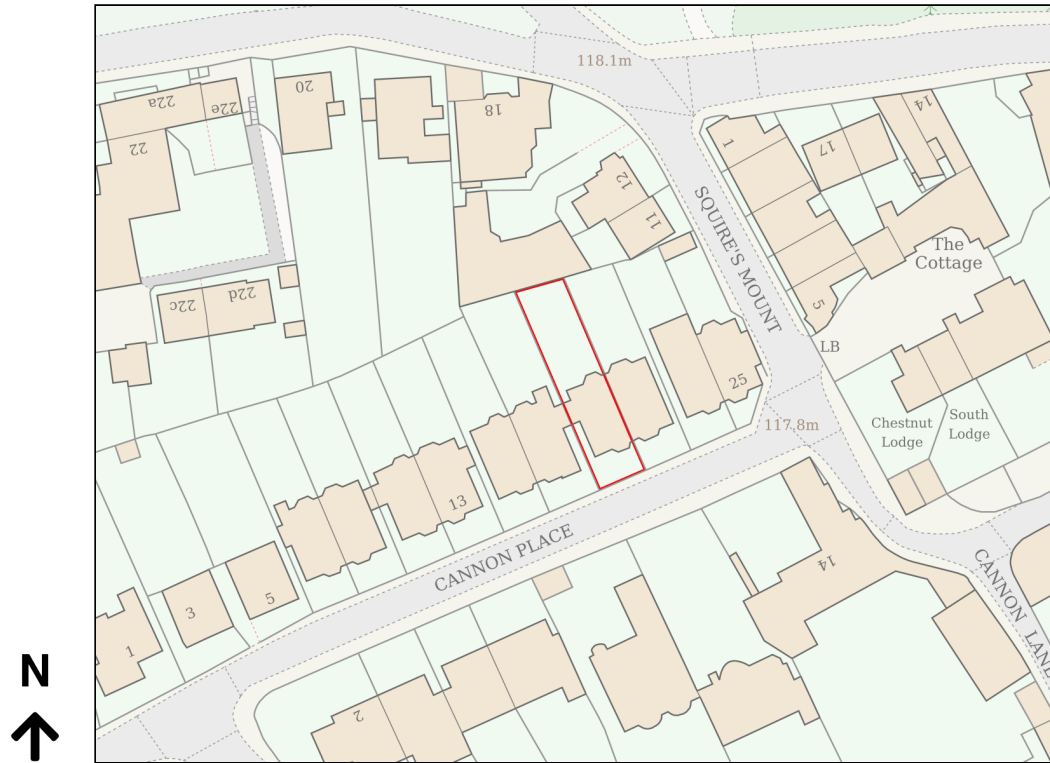 118.1m
20
22a
22e
18
14
1
17
22
12
11
SQUIRE'S MOUNT
The
Cottage
22d
22c
5
LB
25
South
Lodge
Chestnut
Lodge
117.8m
13
CANNON PLACE
14
5
3
CANNON LANE
1
N
2